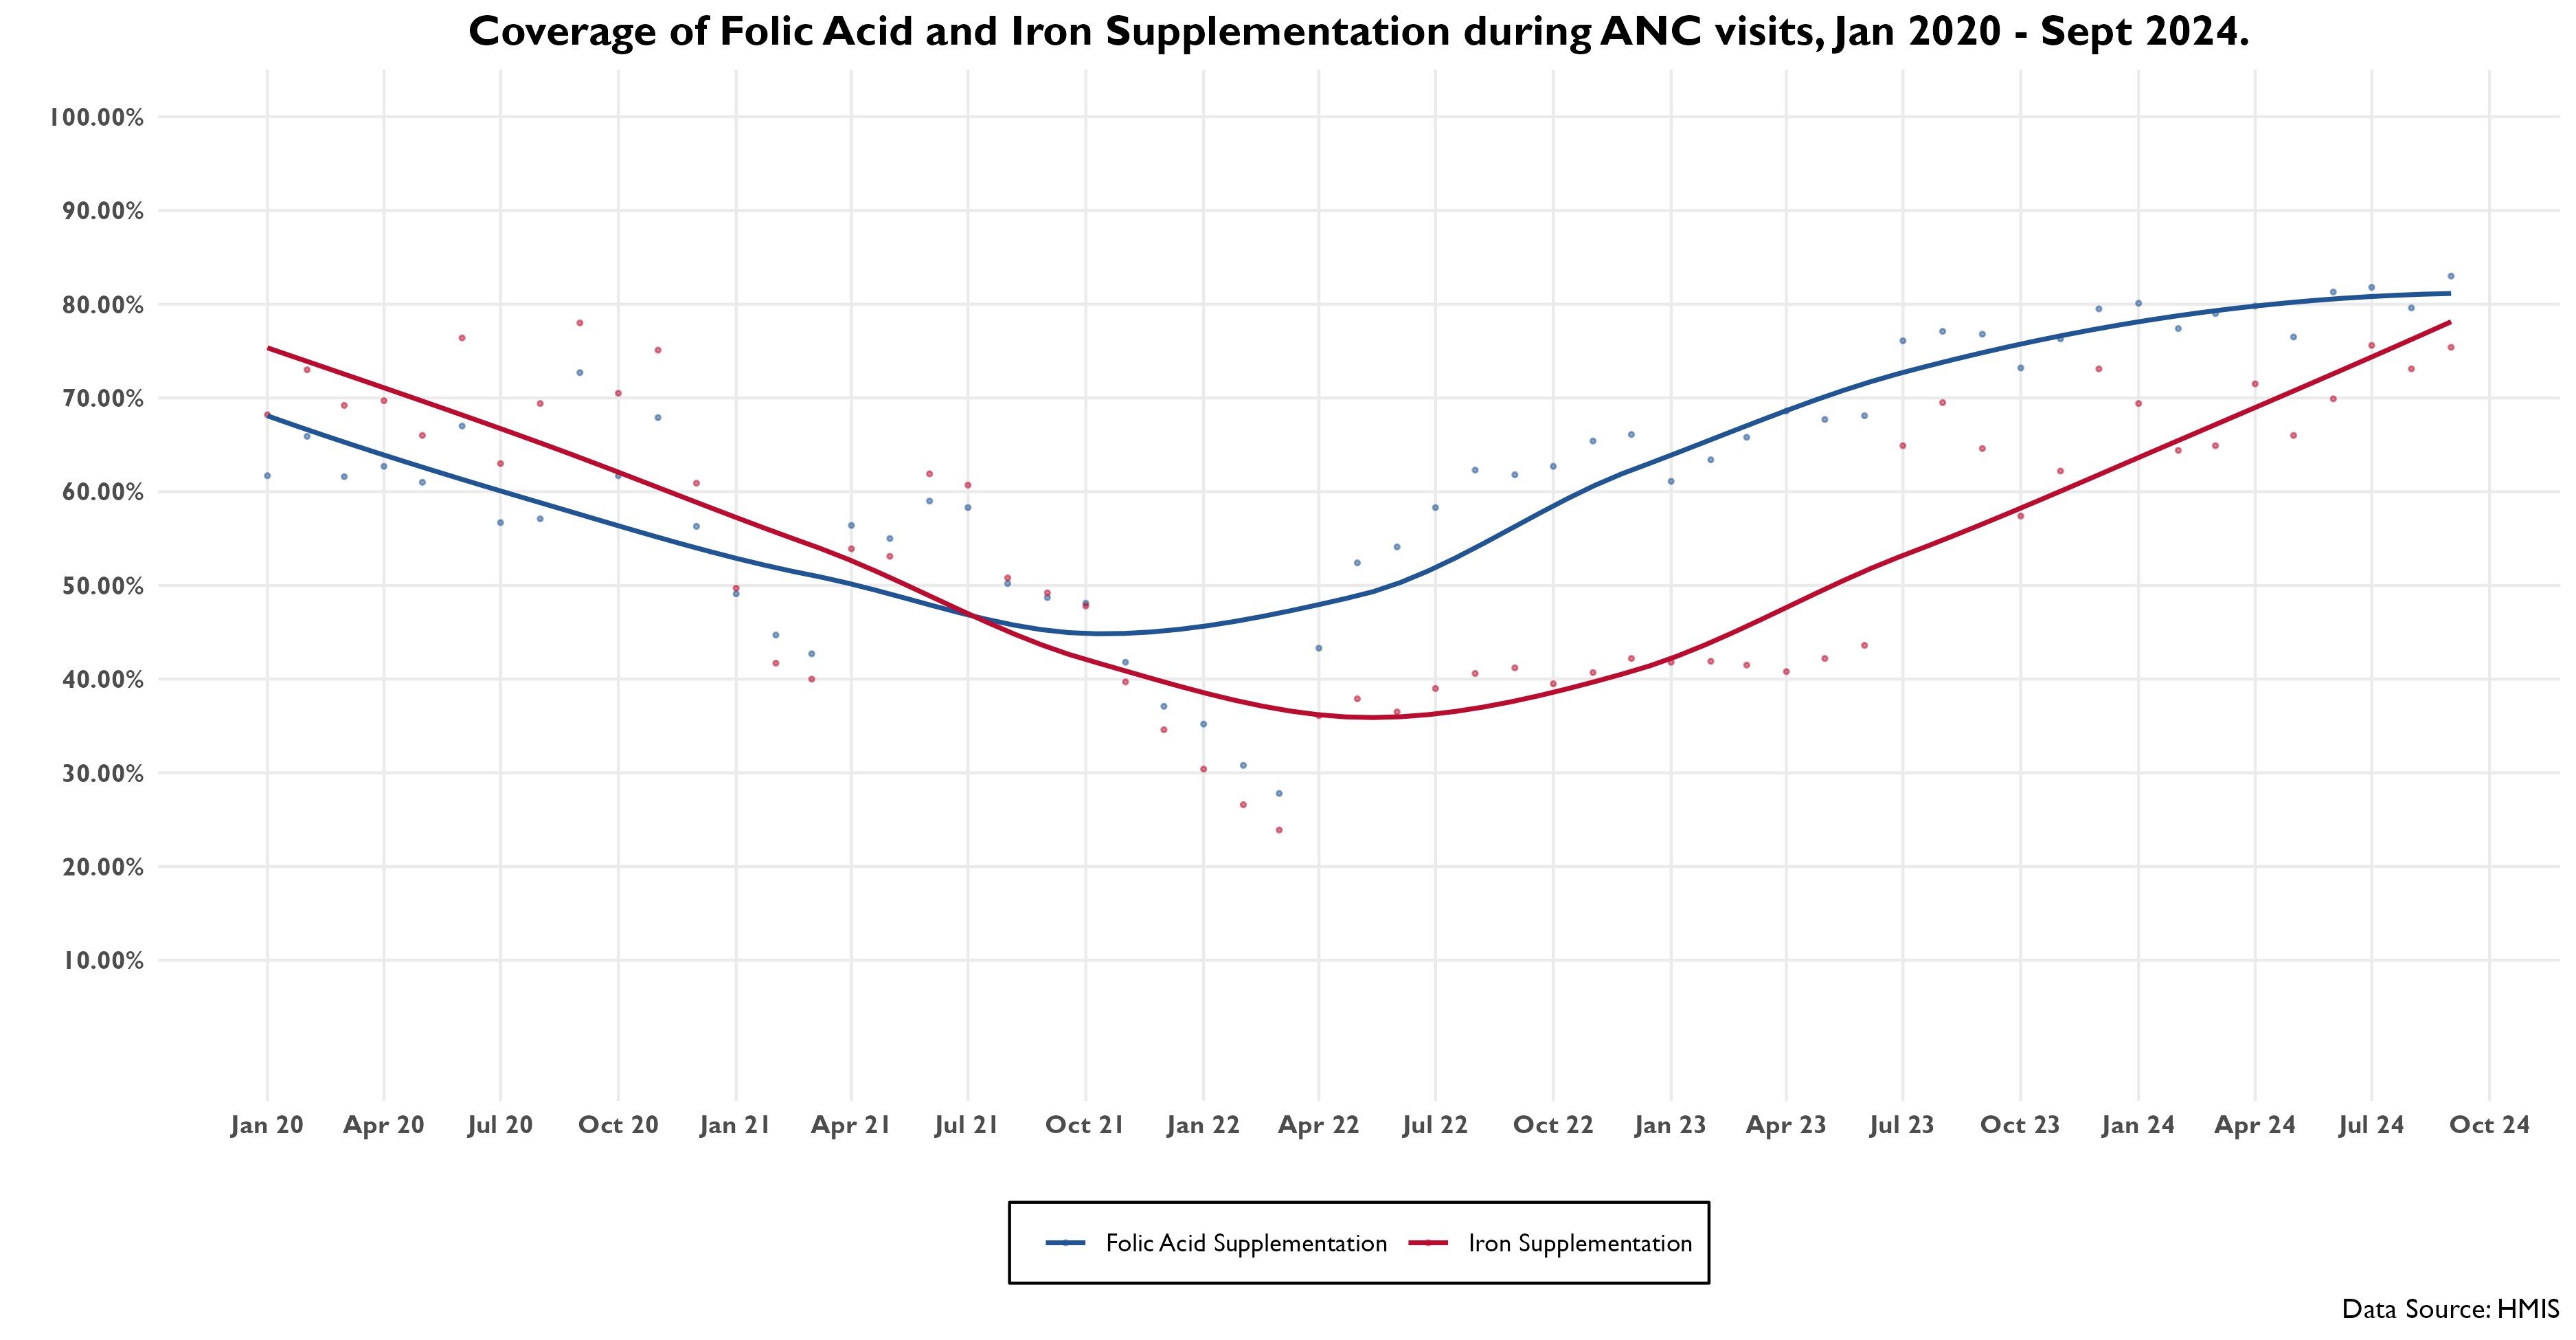 Coverage of Folic Acid and Iron Supplementation during ANC visits, Jan 2020 - Sept 2024.
100.00%
90.00%
80.00%
70.00%
60.00%
50.00%
40.00%
30.00%
20.00%
10.00%
Jan 20 Apr 20 Jul 20 Oct 20 Jan 21 Apr 21 Jul 21 Oct 21 Jan 22 Apr 22 Jul 22 Oct 22 Jan 23 Apr 23 Jul 23 Oct 23 Jan 24 Apr 24 Jul 24 Oct 24
Folic Acid Supplementation Iron Supplementation
Data Source: HMIS